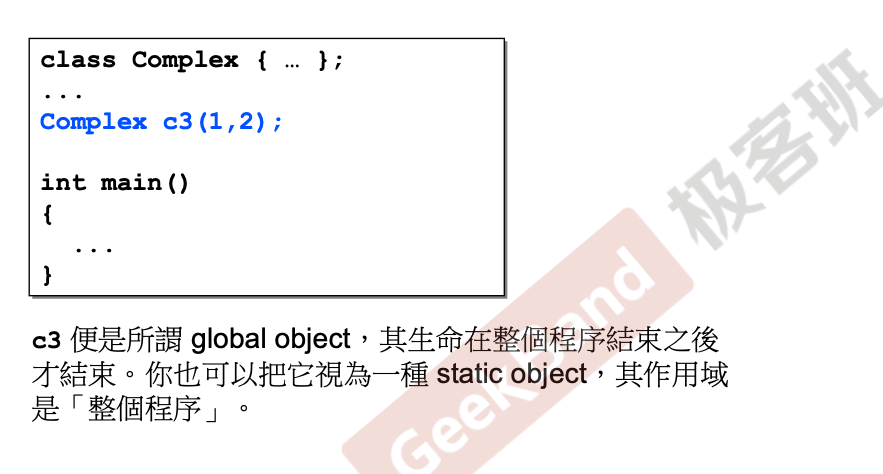 class Complex { … };
...
Complex c3(1,2);
int main()
{
...
}
c3 便是所謂 global object，其生命在整個程序結束之後
才結束。你也可以把它視為一種 static object，其作用域
是「整個程序」。
GeekBand 极客班